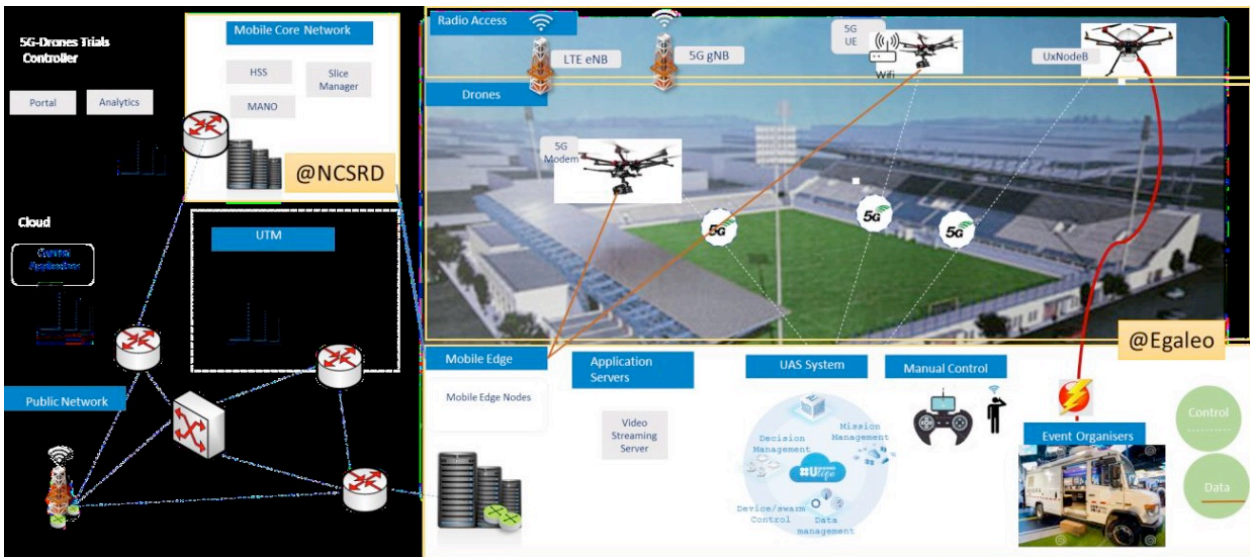 5G-Drones Trials
Controller
Portal
Analytics
Mobile Core Network
HSS
Slice
Manager
MANO
@NCSRD
Cloud
UTM
Public Network
Radio Access
LTE eNB
5G gNB
5G
UE
Wifi
UxNodeB
Drones
5G
Modem
5G
5G
5G
@Egaleo
Mobile Edge
Mobile Edge Nodes
Application
Servers
Video
Streaming
Server
UAS System
Decision
Management
Mission
Management
#Ulife
Device/swarm
Control
Data
management
Manual Control
Event Organisers
Control
Data